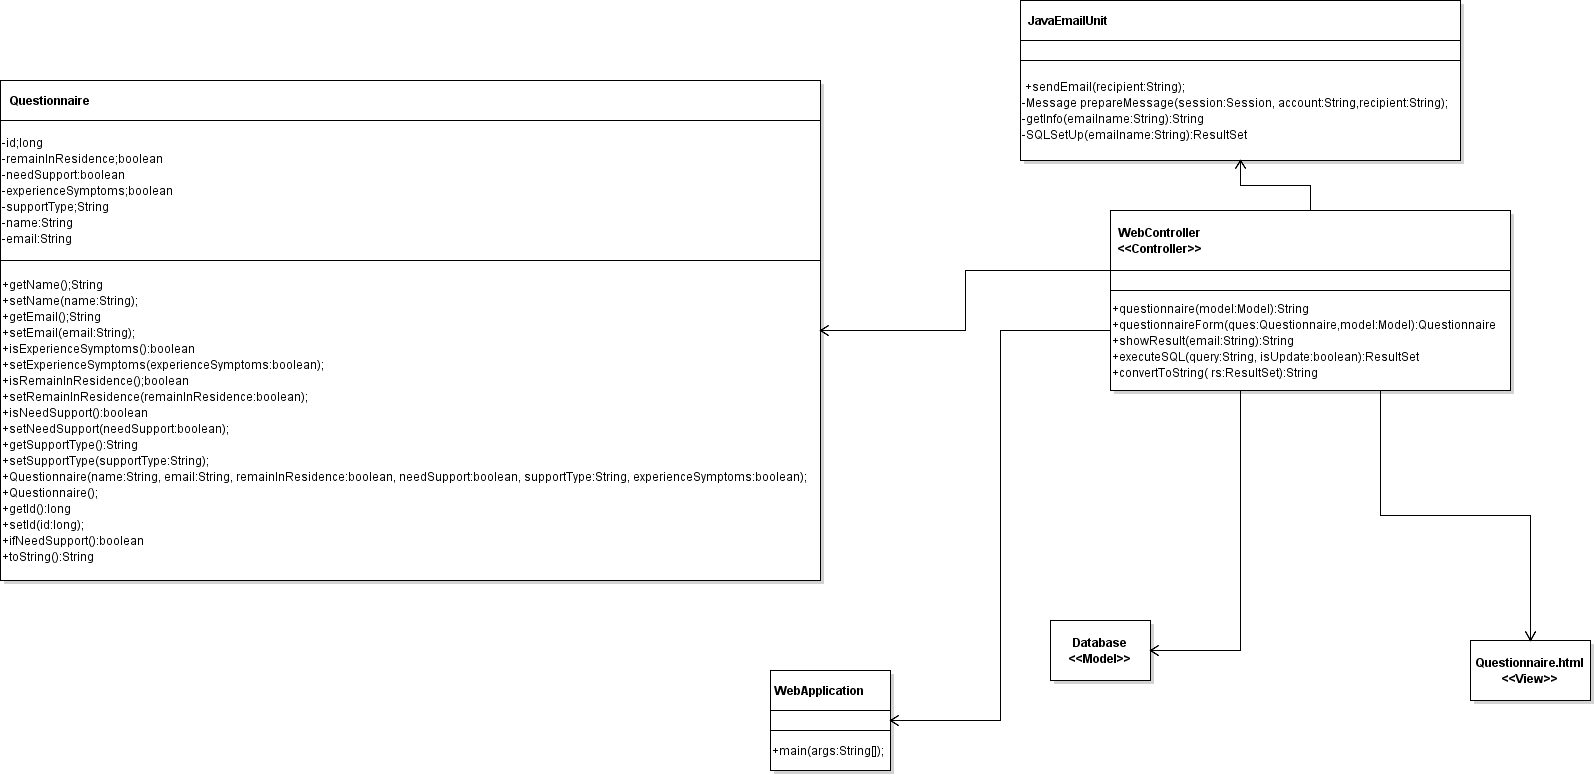 JavaEmailUnit
+sendEmail(recipient:String);
-Message prepareMessage(session:Session, account:String,recipient:String);
-getInfo(emailname:String):String
-SQLSetUp(emailname:String):ResultSet
Questionnaire
-id;long
-remainInResidence;boolean
-needSupport:boolean
-experienceSymptoms;boolean
-supportType;String
-name:String
-email:String
+getName();String
+setName(name:String);
+getEmail();String
+setEmail(email:String);
+isExperienceSymptoms():boolean
+setExperienceSymptoms(experienceSymptoms:boolean);
+isRemainInResidence();boolean
+setRemainInResidence(remainInResidence:boolean);
+isNeedSupport():boolean
+setNeedSupport(needSupport:boolean);
+getSupportType():String
+setSupportType(supportType:String);
+Questionnaire(name:String, email:String, remainInResidence:boolean, needSupport:boolean, supportType:String, experienceSymptoms:boolean);
+Questionnaire();
+getId():long
+setId(id:long);
+ifNeedSupport():boolean
+toString():String
WebController
<<Controller>>
+questionnaire(model:Model):String
+questionnaireForm(ques:Questionnaire,model:Model):Questionnaire
+showResult(email:String):String
+executeSQL(query:String, isUpdate:boolean):ResultSet
+convertToString( rs:ResultSet):String
Database
<<Model>>
Questionnaire.html
<<View>>
WebApplication
+main(args:String[]);